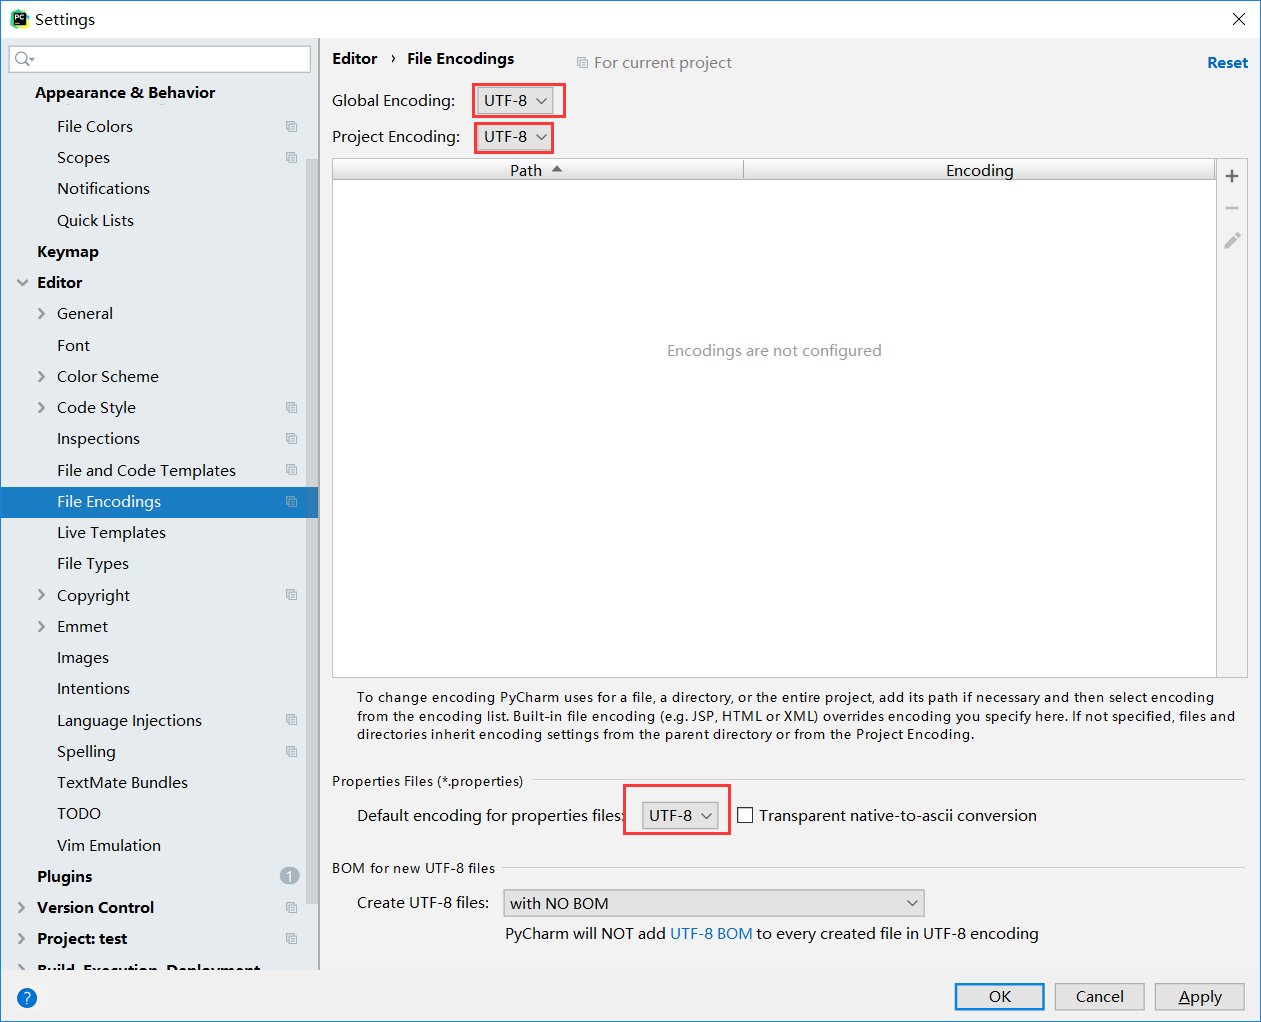 Settings
Appearance & Behavior
File Colors
Scopes
Notifications
Quick Lists
Keymap
Editor
General
Font
Color Scheme
Code Style
Inspections
File and Code Templates
File Encodings
Live Templates
File Types
Copyright
Emmet
Images
Intentions
Language Injections
Spelling
TextMate Bundles
TODO
Vim Emulation
Plugins 1
Version Control
Project: test
Build, Execution, Deployment
Editor › File Encodings
For current project
Reset
Global Encoding: UTF-8
Project Encoding: UTF-8
Path Encoding
Encodings are not configured
To change encoding PyCharm uses for a file, a directory, or the entire project, add its path if necessary and then select encoding
from the encoding list. Built-in file encoding (e.g. JSP, HTML or XML) overrides encoding you specify here. If not specified, files and
directories inherit encoding settings from the parent directory or from the Project Encoding.
Properties Files (*.properties)
Default encoding for properties files: UTF-8 Transparent native-to-ascii conversion
BOM for new UTF-8 files
Create UTF-8 files: with NO BOM
PyCharm will NOT add UTF-8 BOM to every created file in UTF-8 encoding
?
OK Cancel Apply